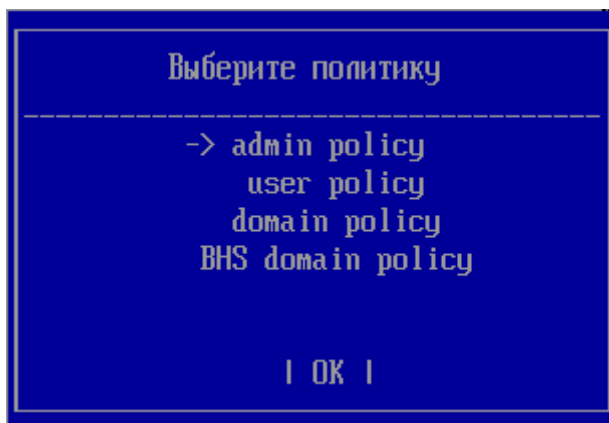 Выберите политику
-> admin policy
user policy
domain policy
BHS domain policy
| OK |